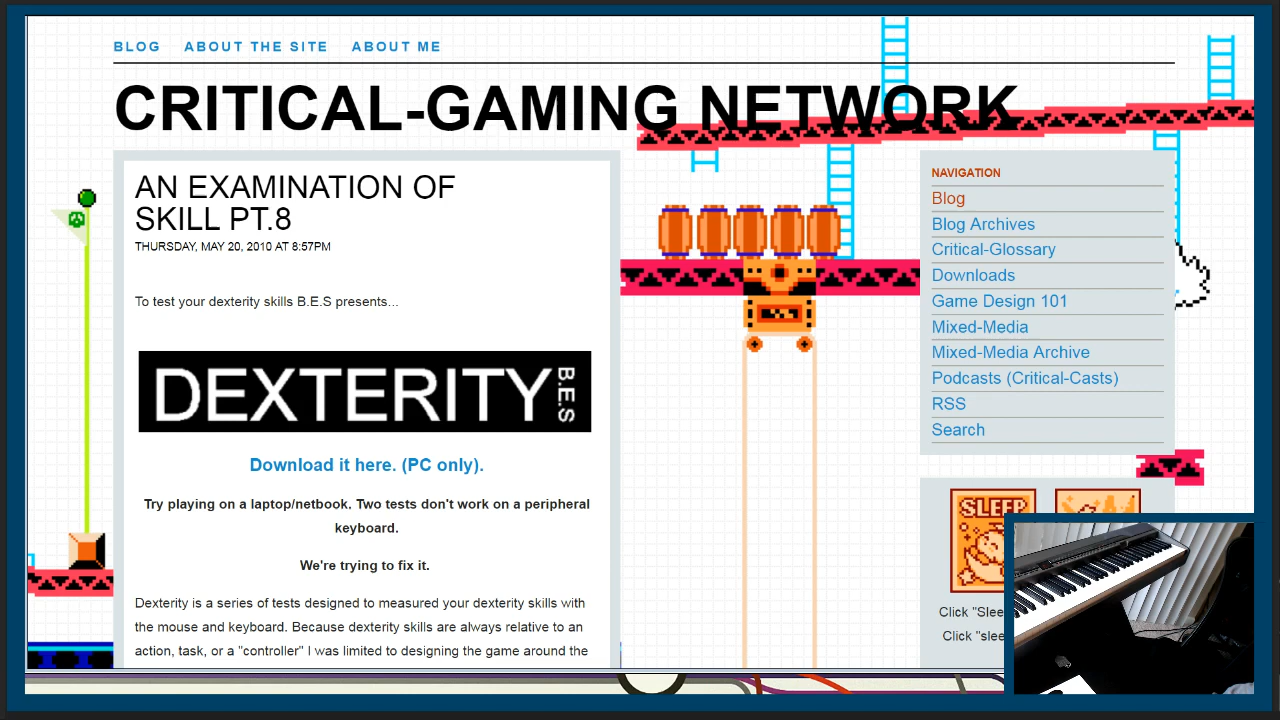 BLOG ABOUT THE SITE ABOUT ME
CRITICAL-GAMING NETWORK
AN EXAMINATION OF
SKILL PT.8
THURSDAY, MAY 20, 2010 AT 8:57PM
To test your dexterity skills B.E.S presents...
DEXTERITY B.E.S
Download it here. (PC only).
Try playing on a laptop/netbook. Two tests don't work on a peripheral
keyboard.
We're trying to fix it.
Dexterity is a series of tests designed to measured your dexterity skills with
the mouse and keyboard. Because dexterity skills are always relative to an
action, task, or a "controller" I was limited to designing the game around the
NAVIGATION
Blog
Blog Archives
Critical-Glossary
Downloads
Game Design 101
Mixed-Media
Mixed-Media Archive
Podcasts (Critical-Casts)
RSS
Search
SLEEP
Click "Slee
Click "slee